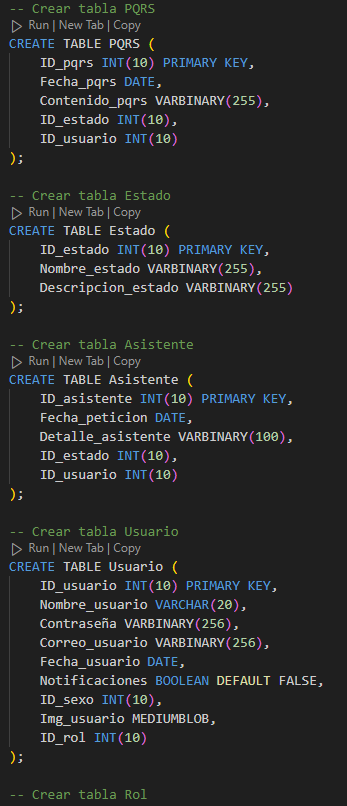 -- Crear tabla PQRS
Run | New Tab | Copy
CREATE TABLE PQRS (
ID_pqrs INT(10) PRIMARY KEY,
Fecha_pqrs DATE,
Contenido_pqrs VARBINARY(255),
ID_estado INT(10),
ID_usuario INT(10)
);
-- Crear tabla Estado
Run | New Tab | Copy
CREATE TABLE Estado (
ID_estado INT(10) PRIMARY KEY,
Nombre_estado VARBINARY(255),
Descripcion_estado VARBINARY(255)
);
-- Crear tabla Asistente
Run | New Tab | Copy
CREATE TABLE Asistente (
ID_asistente INT(10) PRIMARY KEY,
Fecha_peticion DATE,
Detalle_asistente VARBINARY(100),
ID_estado INT(10),
ID_usuario INT(10)
);
-- Crear tabla Usuario
Run | New Tab | Copy
CREATE TABLE Usuario (
ID_usuario INT(10) PRIMARY KEY,
Nombre_usuario VARCHAR(20),
Contraseña VARBINARY(256),
Correo_usuario VARBINARY(256),
Fecha_usuario DATE,
Notificaciones BOOLEAN DEFAULT FALSE,
ID_sexo INT(10),
Img_usuario MEDIUMBLOB,
ID_rol INT(10)
);
-- Crear tabla Rol